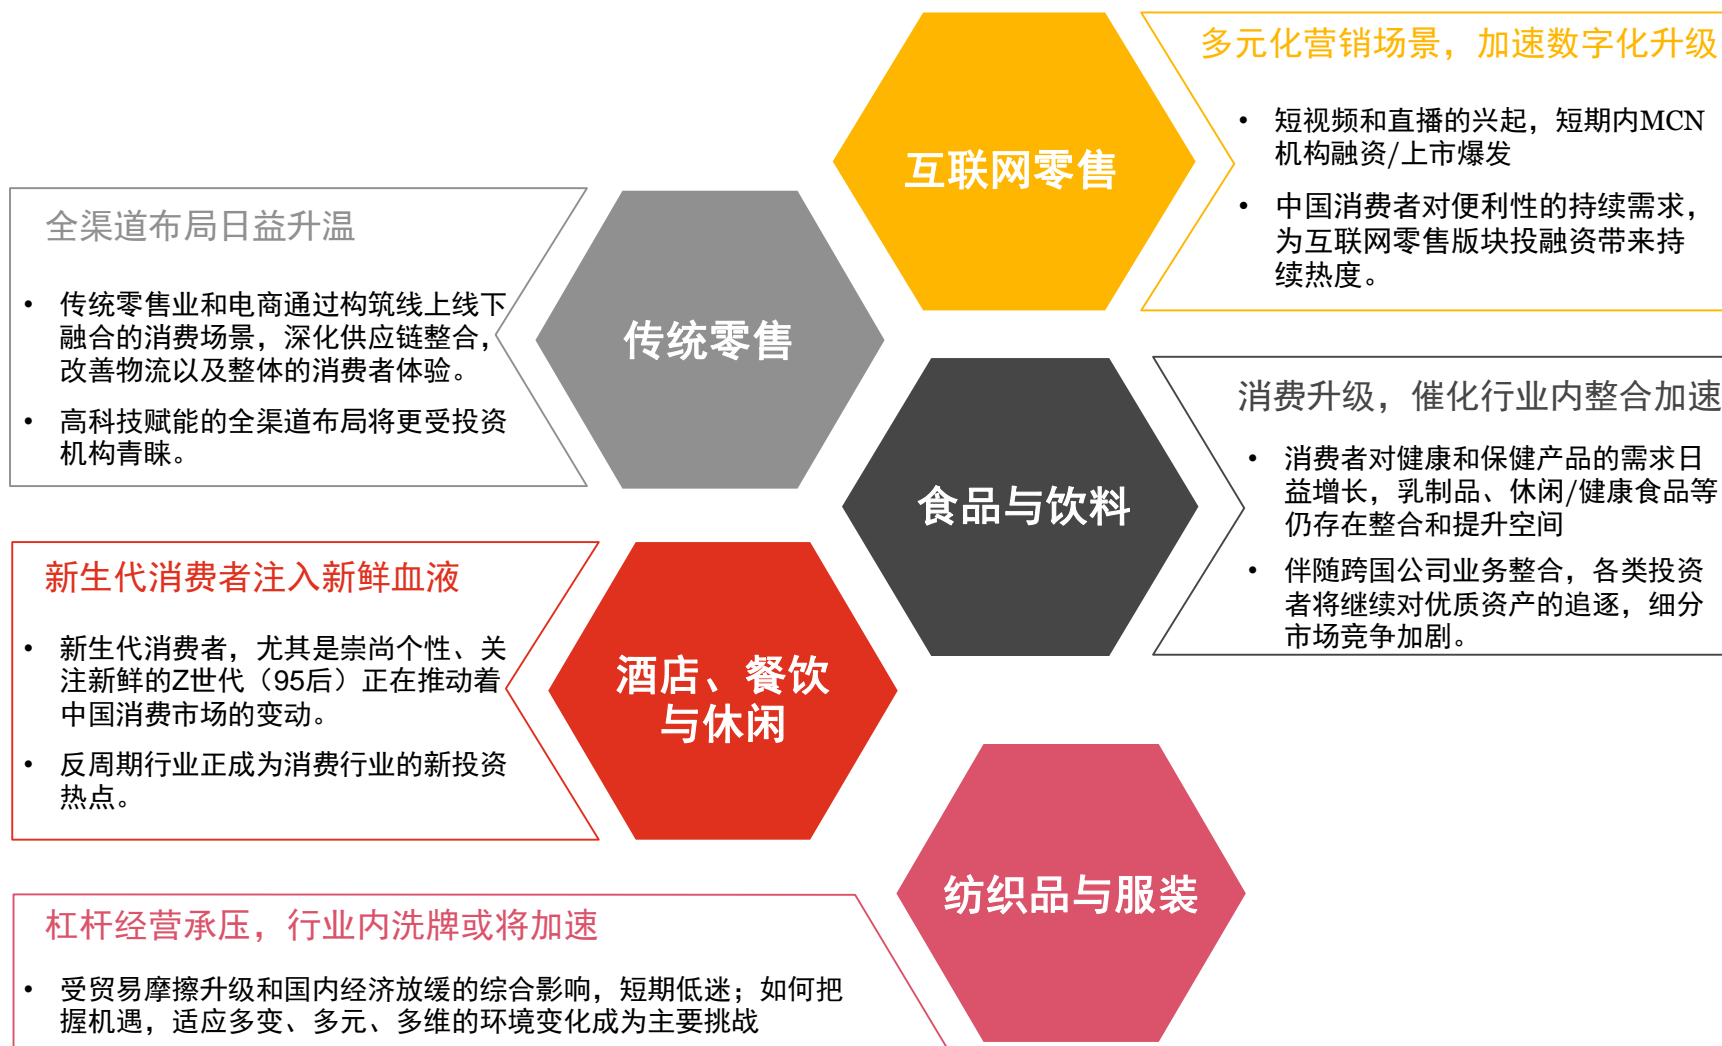 多元化营销场景，加速数字化升级
• 短视频和直播的兴起，短期内MCN
机构融资/上市爆发
• 中国消费者对便利性的持续需求，
为互联网零售版块投融资带来持
续热度。
互联网零售
全渠道布局日益升温
• 传统零售业和电商通过构筑线上线下
融合的消费场景，深化供应链整合，
改善物流以及整体的消费者体验。
• 高科技赋能的全渠道布局将更受投资
机构青睐。
传统零售
消费升级，催化行业内整合加速
• 消费者对健康和保健产品的需求日
益增长，乳制品、休闲/健康食品等
仍存在整合和提升空间
• 伴随跨国公司业务整合，各类投资
者将继续对优质资产的追逐，细分
市场竞争加剧。
食品与饮料
新生代消费者注入新鲜血液
• 新生代消费者，尤其是崇尚个性、关
注新鲜的Z世代（95后）正在推动着
中国消费市场的变动。
• 反周期行业正成为消费行业的新投资
热点。
酒店、餐饮
与休闲
纺织品与服装
杠杆经营承压，行业内洗牌或将加速
• 受贸易摩擦升级和国内经济放缓的综合影响，短期低迷；如何把
握机遇，适应多变、多元、多维的环境变化成为主要挑战